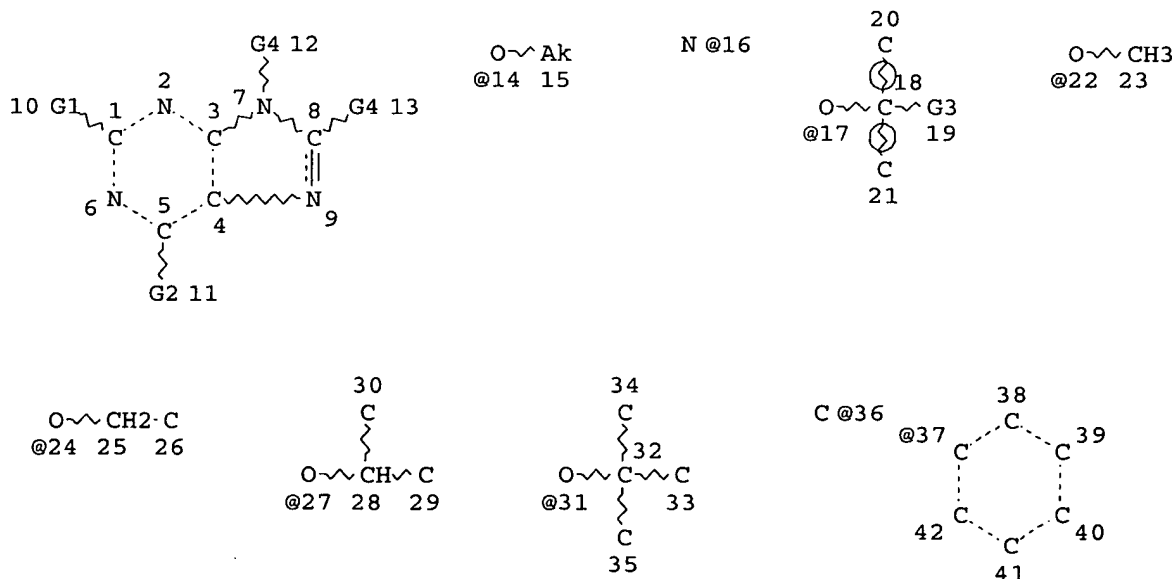 G4 12
O Ak
@14 15
N @16
20
C
18
O C G3
@17 19
C
21
O CH3
@22 23
2
10 G1 1 N 3 7 N 8 G4 13
C C C
N 5 C N
6 C 4 9
G2 11
O CH2 C
@24 25 26
30
C
O CH C
@27 28 29
34
C
32
O C C
@31 33
C
35
C @36
38
@37 C C C 39
42 C C C 40
41